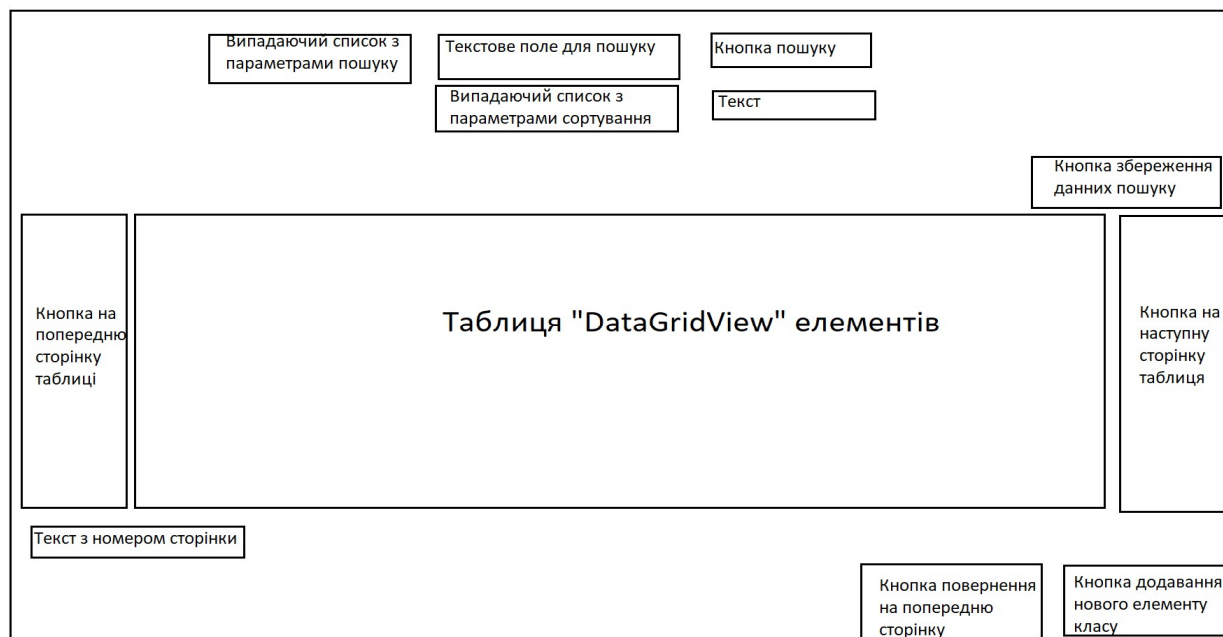 Випадаючий список з
параметрами пошуку
Текстове поле для пошуку
Кнопка пошуку
Випадаючий список з
параметрами сортування
Текст
Кнопка збереження
данних пошуку
Кнопка на
попередню
сторінку
таблиці
Таблиця "DataGridView" елементів
Кнопка на
наступну
сторінку
таблиця
Текст з номером сторінки
Кнопка повернення
на попередню
сторінку
Кнопка додавання
нового елементу
класу